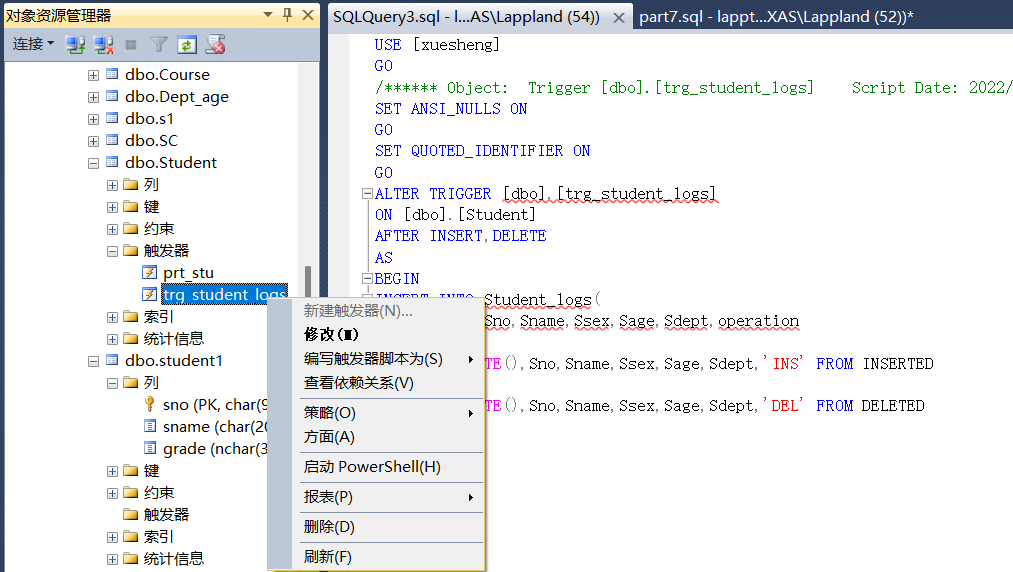 对象资源管理器
连接
dbo.Course
dbo.Dept_age
dbo.s1
dbo.SC
dbo.Student
列
键
约束
触发器
prt_stu
trg_student_logs
索引
统计信息
dbo.student1
列
sno (PK, char(9
sname (char(20
grade (nchar(3
键
约束
触发器
索引
统计信息
新建触发器(N)...
修改(M)
编写触发器脚本为(S)
查看依赖关系(V)
策略(O)
方面(A)
启动 PowerShell(H)
报表(P)
删除(D)
刷新(F)
SQLQuery3.sql - l...AS\Lappland (54))
part7.sql - lappt...XAS\Lappland (52))*
USE [xuesheng]
GO
/****** Object:  Trigger [dbo].[trg_student_logs]    Script Date: 2022/
SET ANSI_NULLS ON
GO
SET QUOTED_IDENTIFIER ON
GO
ALTER TRIGGER [dbo].[trg_student_logs]
ON [dbo].[Student]
AFTER INSERT,DELETE
AS
BEGIN
INSERT INTO Student_logs(
Sno,Sname,Ssex,Sage,Sdept,operation
TE(),Sno,Sname,Ssex,Sage,Sdept,'INS' FROM INSERTED
TE(),Sno,Sname,Ssex,Sage,Sdept,'DEL' FROM DELETED